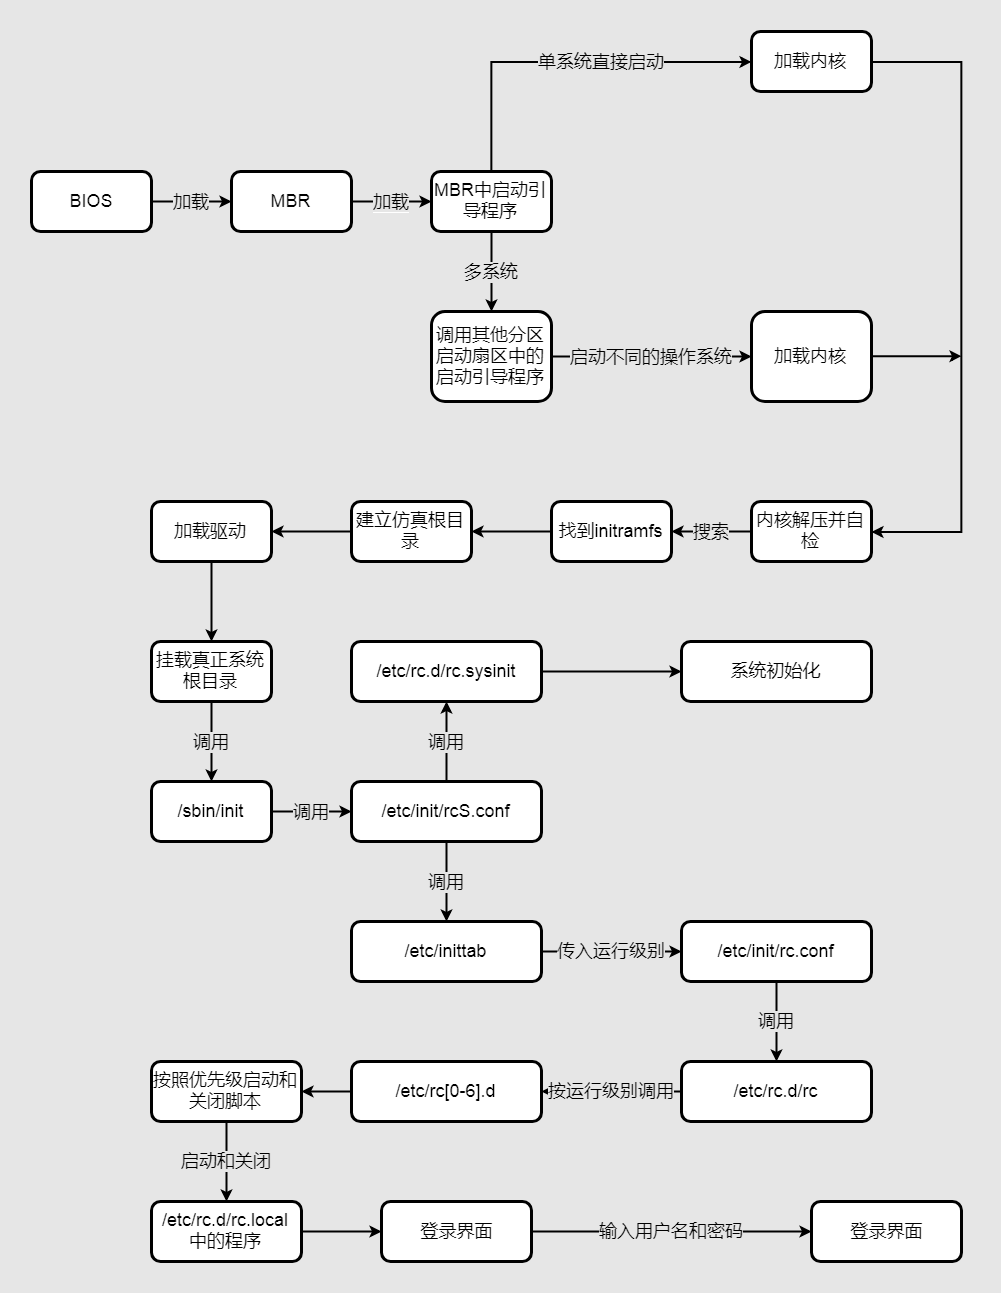 单系统直接启动
加载内核
BIOS
加载
MBR
加载
MBR中启动引
导程序
多系统
调用其他分区
启动扇区中的
启动引导程序
启动不同的操作系统
加载内核
加载驱动
建立仿真根目
录
找到initramfs
搜索
内核解压并自
检
挂载真正系统
根目录
/etc/rc.d/rc.sysinit
系统初始化
调用
调用
/sbin/init
调用
/etc/init/rcS.conf
调用
/etc/inittab
传入运行级别
/etc/init/rc.conf
调用
按照优先级启动和
关闭脚本
/etc/rc[0-6].d
按运行级别调用
/etc/rc.d/rc
启动和关闭
/etc/rc.d/rc.local
中的程序
登录界面
输入用户名和密码
登录界面